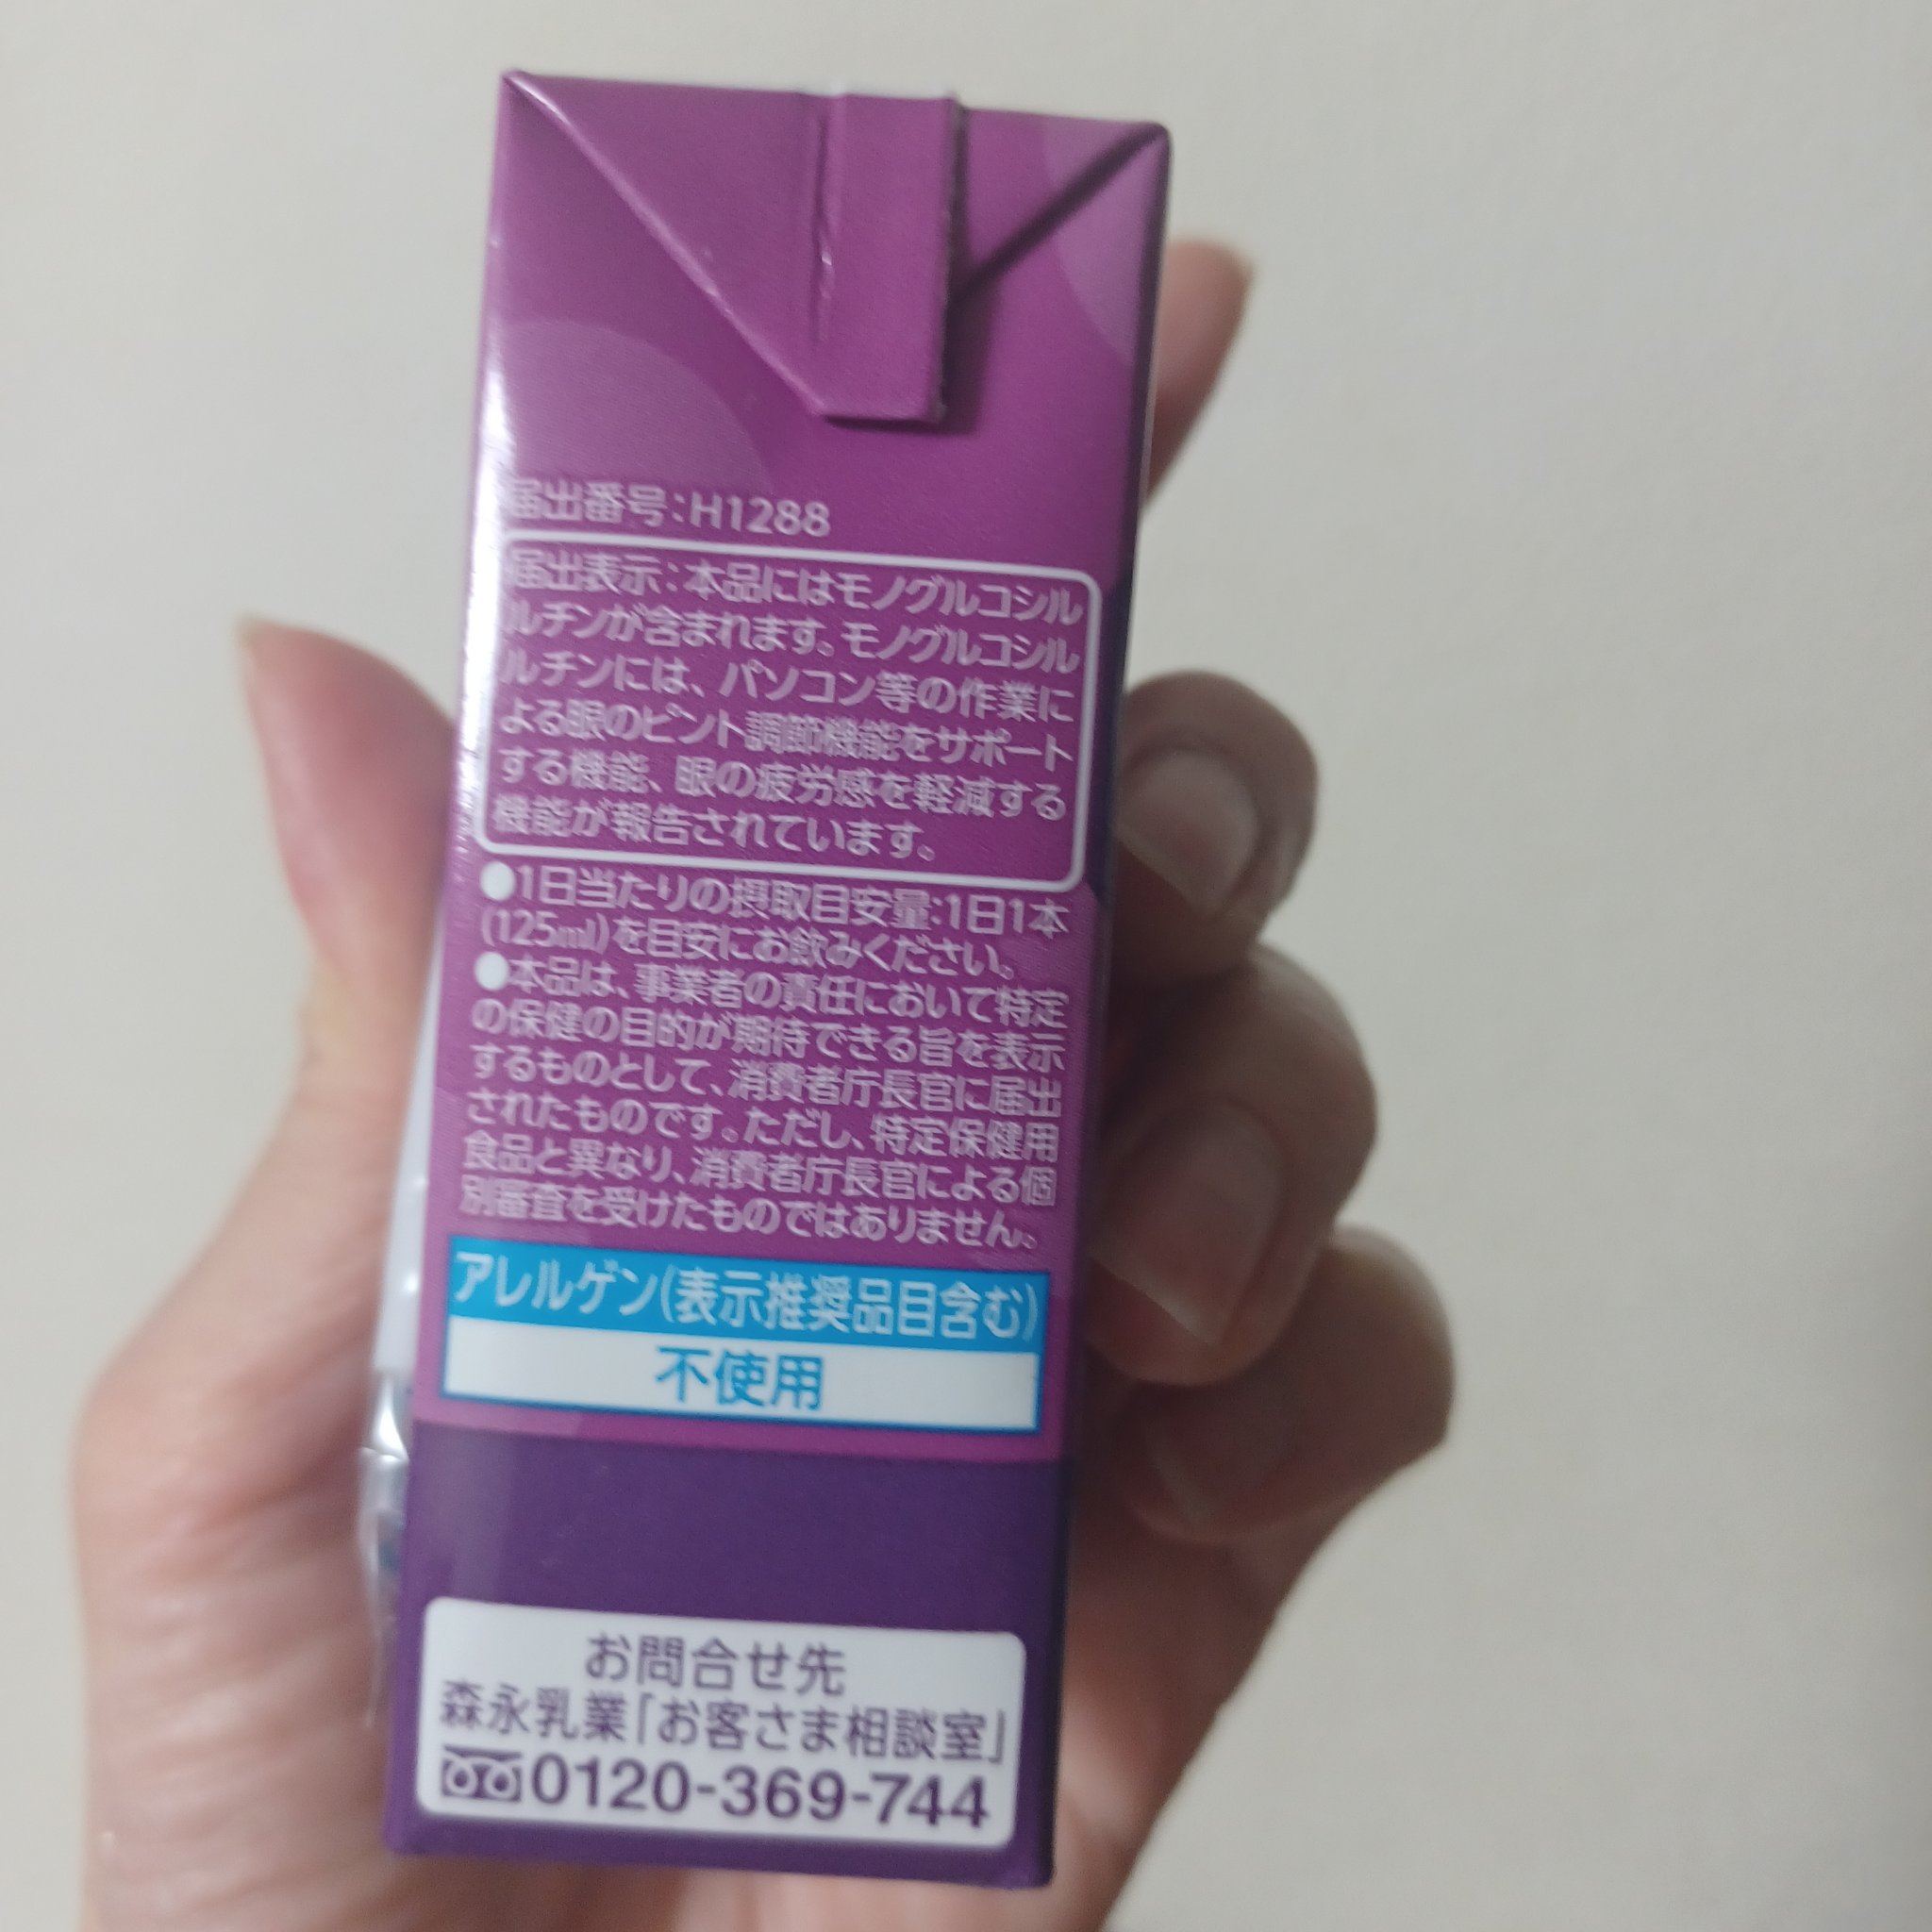 届出番号：H1288
届出表示：本品にはモノグルコシル
ルチンが含まれます。モノグルコシル
ルチンには、パソコン等の作業に
よる眼のピント調節機能をサポート
する機能、眼の疲労感を軽減する
機能が報告されています。
●1日当たりの摂取目安量：1日1本
(125ml)を目安にお飲みください。
●本品は、事業者の責任において特定
の保健の目的が期待できる旨を表示
するものとして、消費者庁長官に届出
されたものです。ただし、特定保健用
食品と異なり、消費者庁長官による個
別審査を受けたものではありません。
アレルゲン(表示推奨品目含む)
不使用
お問合せ先
森永乳業「お客さま相談室」
0120-369-744